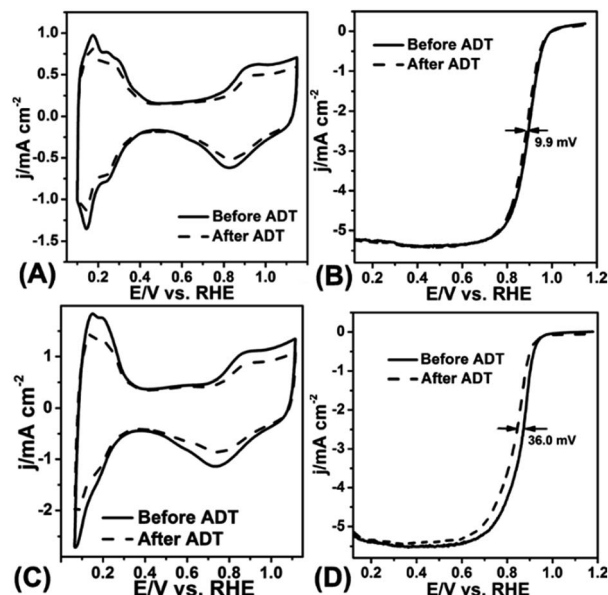 j/mA cm-2
1.0
0.5
0.0
-0.5
-1.0
-1.5
Before ADT
After ADT
0.2 0.4 0.6 0.8 1.0
E/V vs. RHE
(A)
j/mA cm-2
0
-1
-2
-3
-4
-5
Before ADT
After ADT
9.9 mV
0.2 0.4 0.6 0.8 1.0 1.2
E/V vs. RHE
(B)
j/mA cm-2
2
1
0
-1
-2
Before ADT
After ADT
0.2 0.4 0.6 0.8 1.0
E/V vs. RHE
(C)
j/mA cm-2
0
-1
-2
-3
-4
-5
Before ADT
After ADT
36.0 mV
0.2 0.4 0.6 0.8 1.0 1.2
E/V vs. RHE
(D)